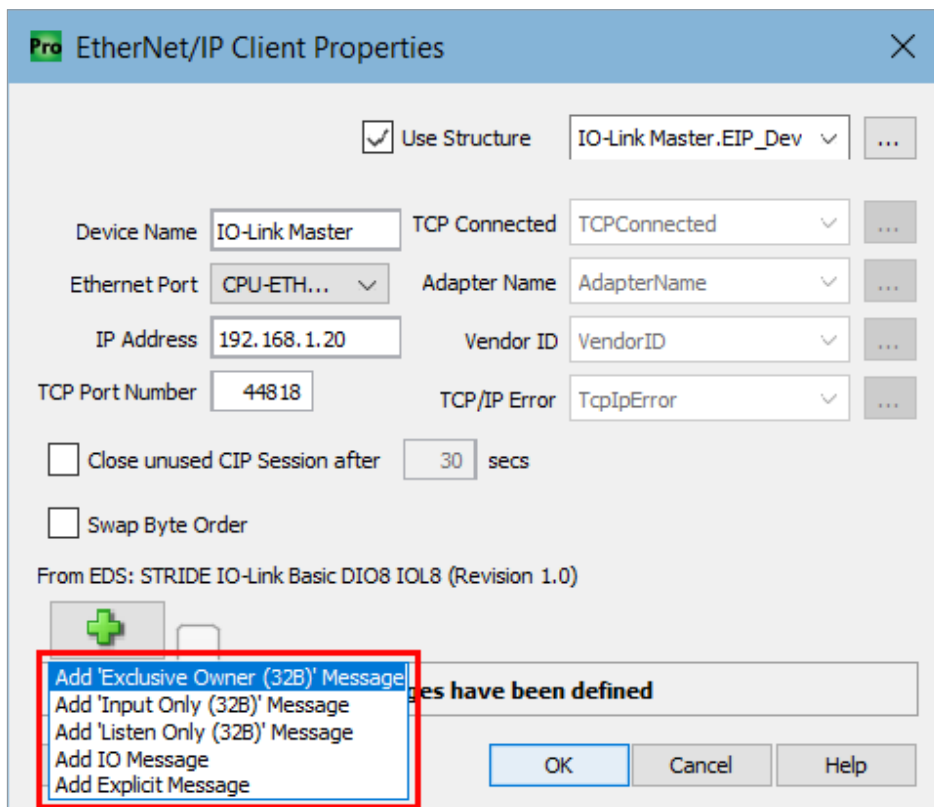 Pro EtherNet/IP Client Properties
Use Structure IO-Link Master.EIP_Dev ...
Device Name IO-Link Master TCP Connected TCPConnected ...
Ethernet Port CPU-ETH... Adapter Name AdapterName ...
IP Address 192.168.1.20 Vendor ID VendorID ...
TCP Port Number 44818 TCP/IP Error TcpIpError ...
Close unused CIP Session after 30 secs
Swap Byte Order
From EDS: STRIDE IO-Link Basic DIO8 IOL8 (Revision 1.0)
Add 'Exclusive Owner (32B)' Message
Add 'Input Only (32B)' Message
have been defined
Add 'Listen Only (32B)' Message
Add IO Message
Add Explicit Message
OK Cancel Help